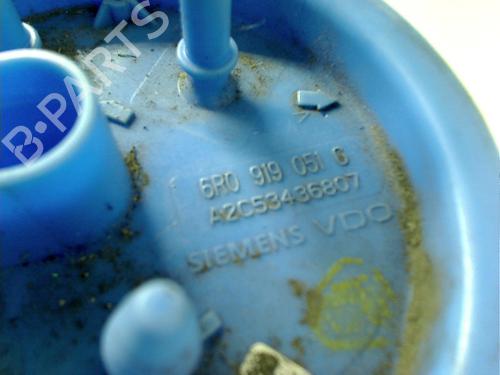 B-PARTS
6R0 919 051 G
A2C53436807
SIEMENS VDO